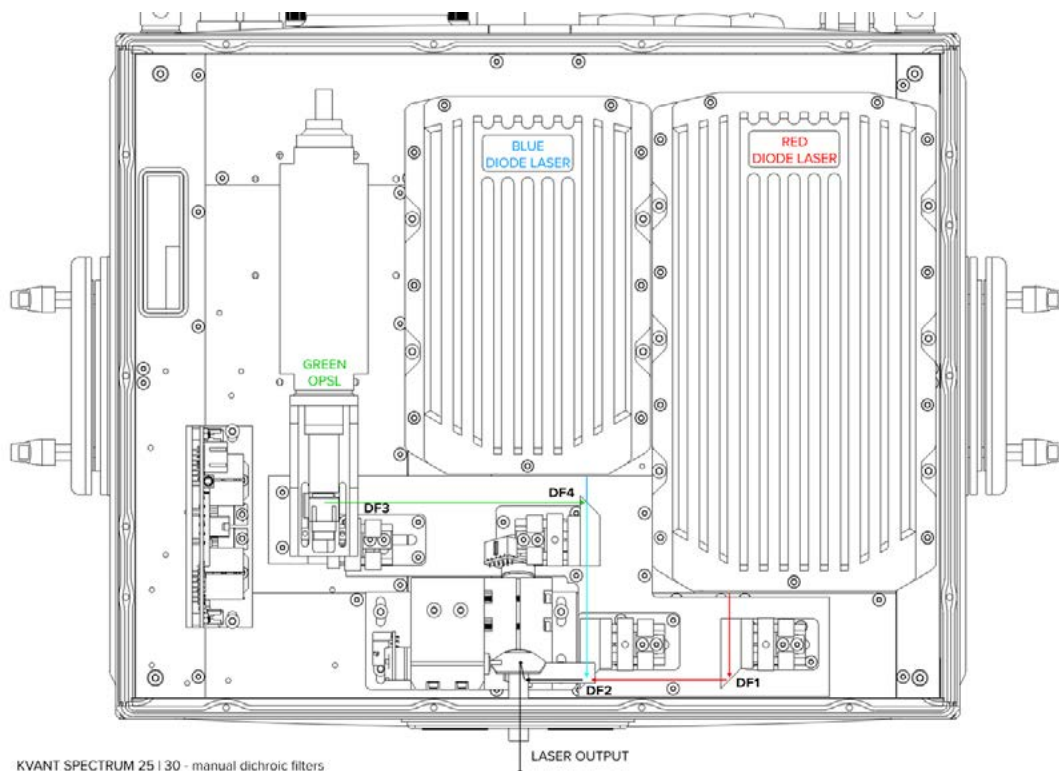 BLUE
DIODE LASER
RED
DIODE LASER
GREEN
OPSL
DF3
DF4
DF2
DF1
LASER OUTPUT
KVANT SPECTRUM 25 | 30 - manual dichroic filters